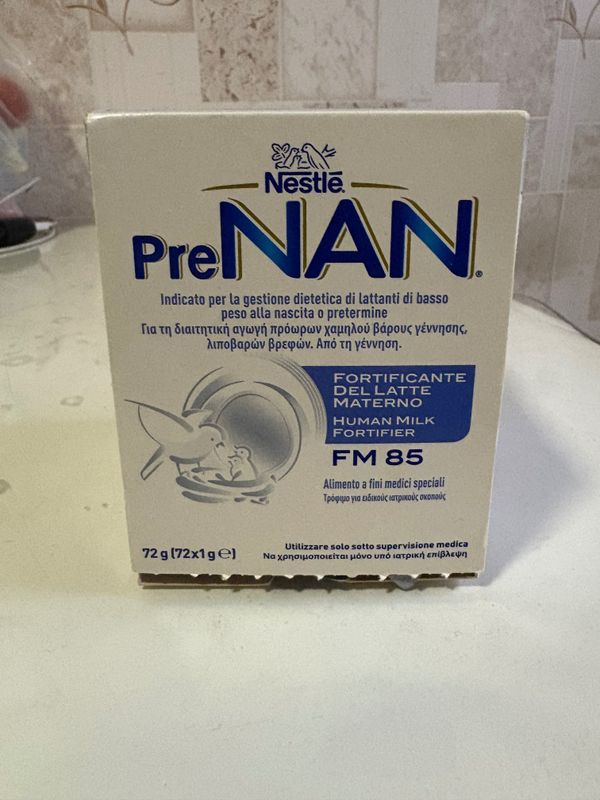 Nestlé
PreNAN®
Indicato per la gestione dietetica di lattanti di basso
peso alla nascita o pretermine
Για τη διαιτητική αγωγή πρόωρων χαμηλού βάρους γέννησης,
λιποβαρών βρεφών. Από τη γέννηση.
FORTIFICANTE
DEL LATTE
MATERNO
HUMAN MILK
FORTIFIER
FM 85
Alimento a fini medici speciali
Τρόφιμο για ειδικούς ιατρικούς σκοπούς
72 g (72x1 g ℮)
Utilizzare solo sotto supervisione medica
Να χρησιμοποιείται μόνο υπό ιατρική επίβλεψη